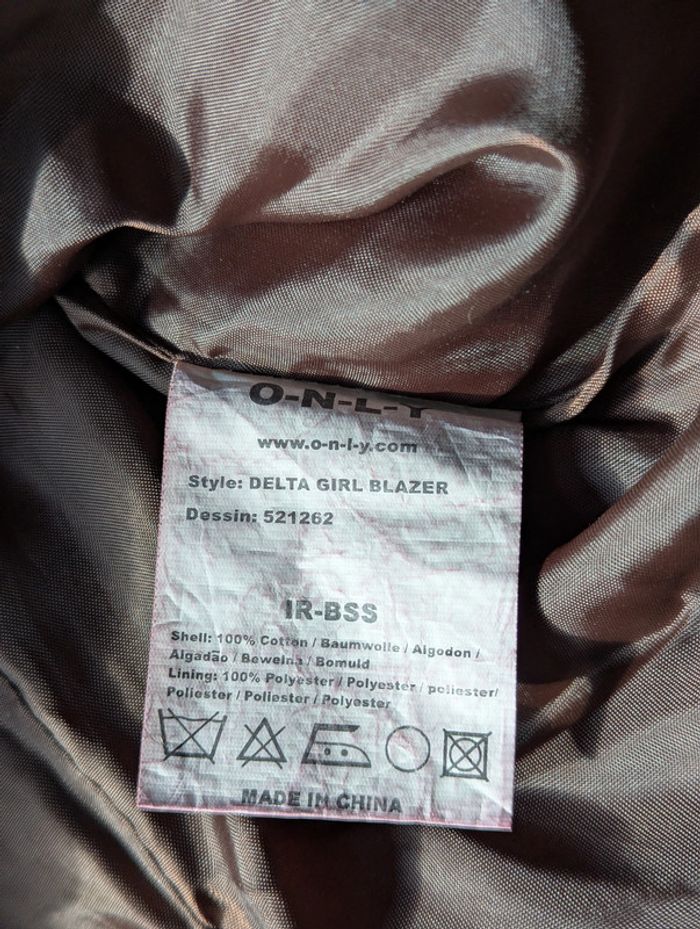 O-N-L-Y
www.o-n-l-y.com
Style: DELTA GIRL BLAZER
Dessin: 521262
IR-BSS
Shell: 100% Cotton / Baumwolle / Algodon /
Algadão / Bewelna / Bomuld
Lining: 100% Polyester / Polyester / poliester/
Poliester / Poliester / Polyester
MADE IN CHINA